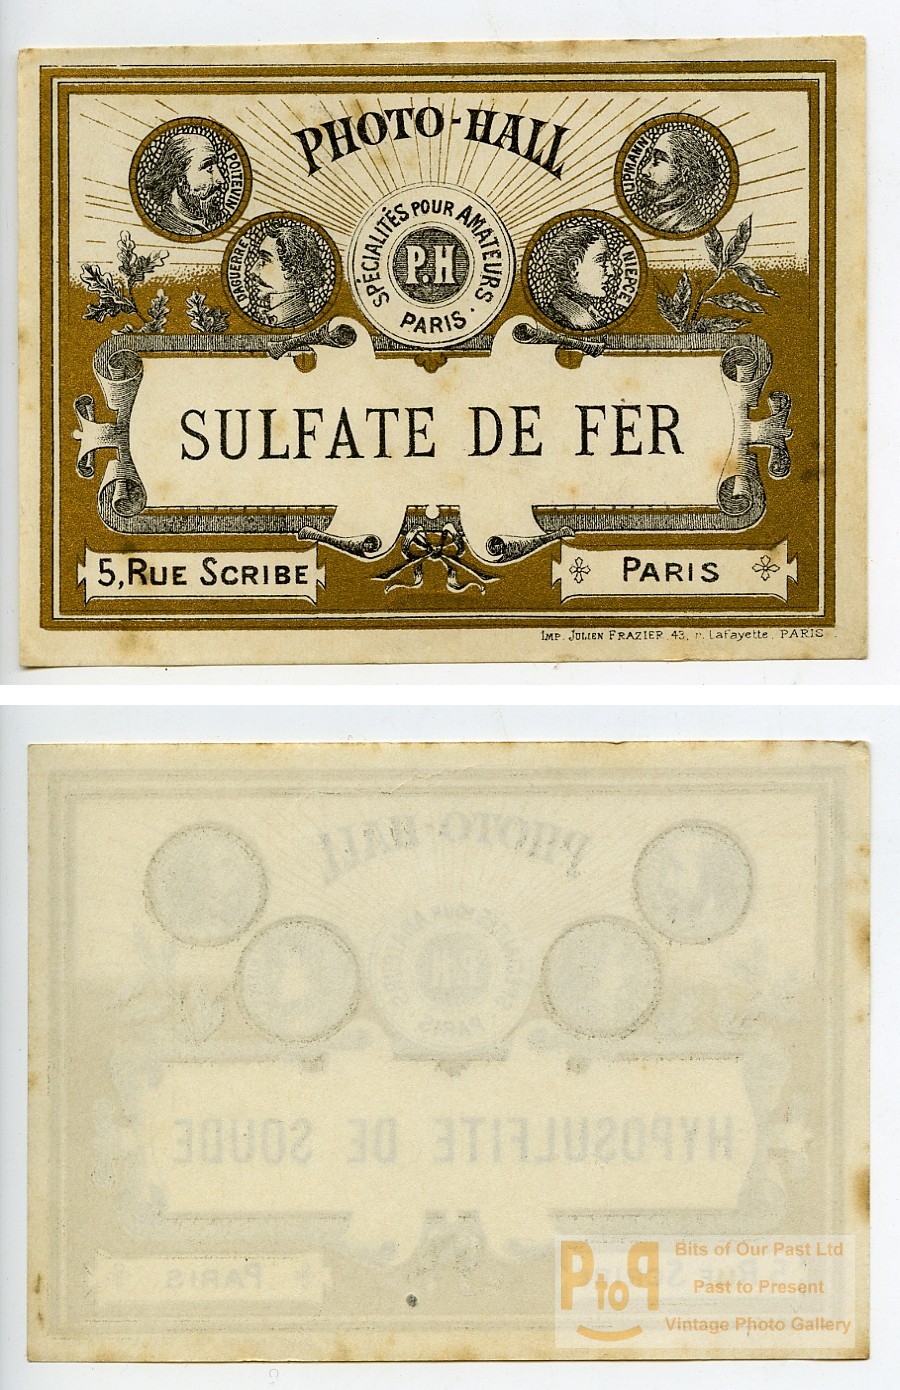 PHOTO-HALL
POITEVIN
DAGUERRE
SPÉCIALITÉS POUR AMATEURS.
P.H
PARIS.
NIEPCE
LIPMANN
SULFATE DE FER
5, RUE SCRIBE
PARIS
IMP. JULIEN FRAZIER 43, r. Lafayette, PARIS.
PHOTO-HALL
PARIS
HYPOSULFITE DE SOUDE
PARIS
PtoP
Bits of Our Past Ltd
Past to Present
Vintage Photo Gallery